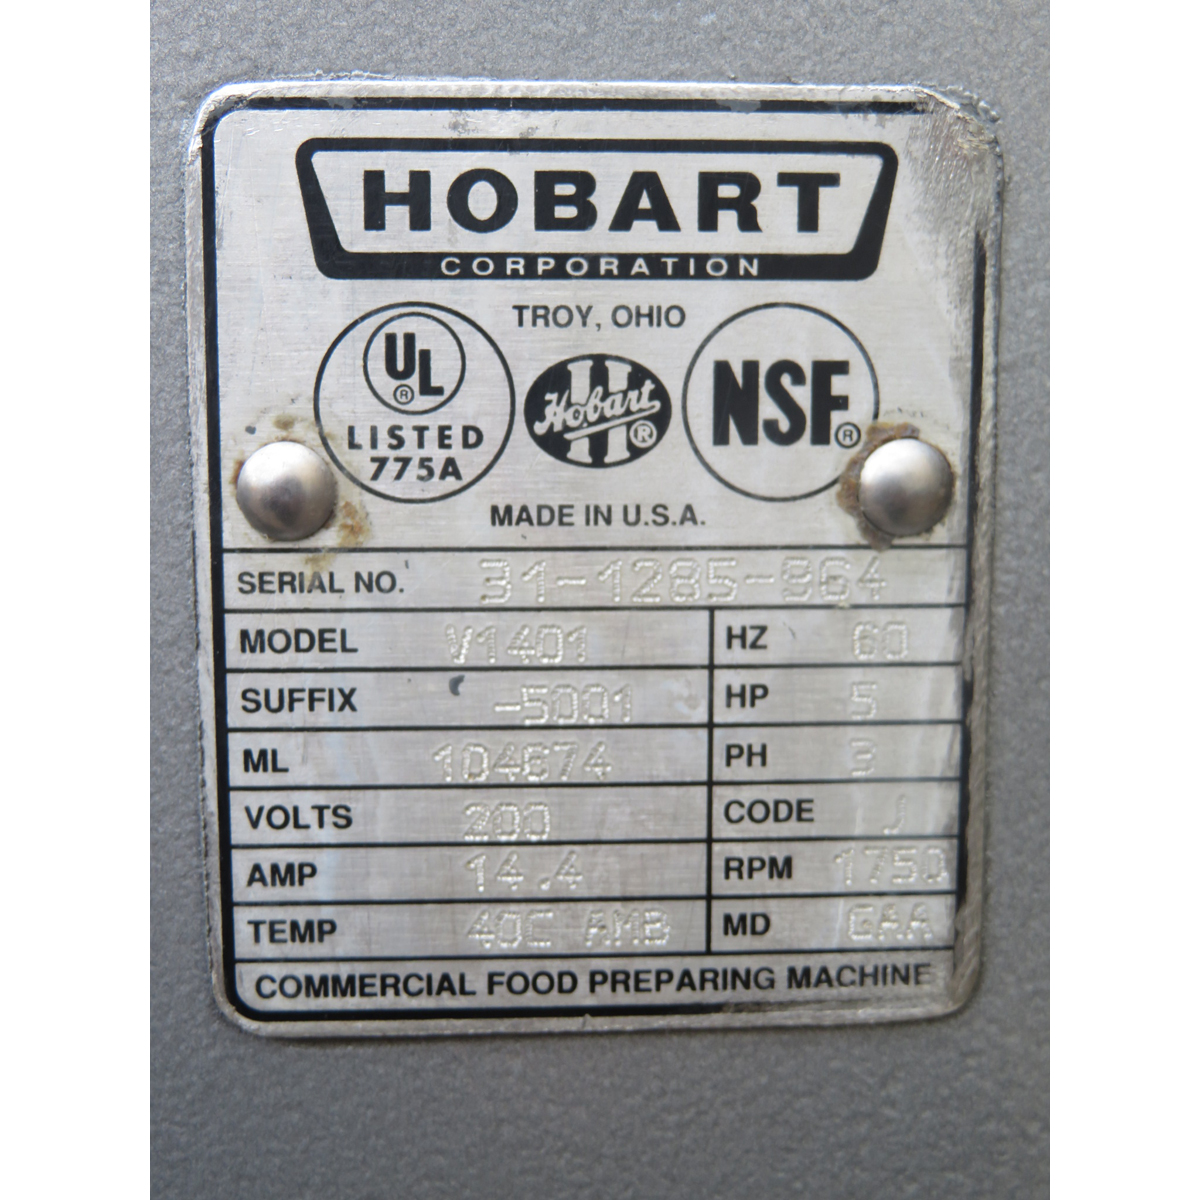 HOBART
CORPORATION
TROY, OHIO
UL ®
LISTED
775A
Hobart ®
NSF ®
MADE IN U.S.A.
SERIAL NO. 31-1285-964
MODEL V1401 HZ 60
SUFFIX -5001 HP 5
ML 104674 PH 3
VOLTS 200 CODE J
AMP 14.4 RPM 1750
TEMP 40C AMB MD GAA
COMMERCIAL FOOD PREPARING MACHINE